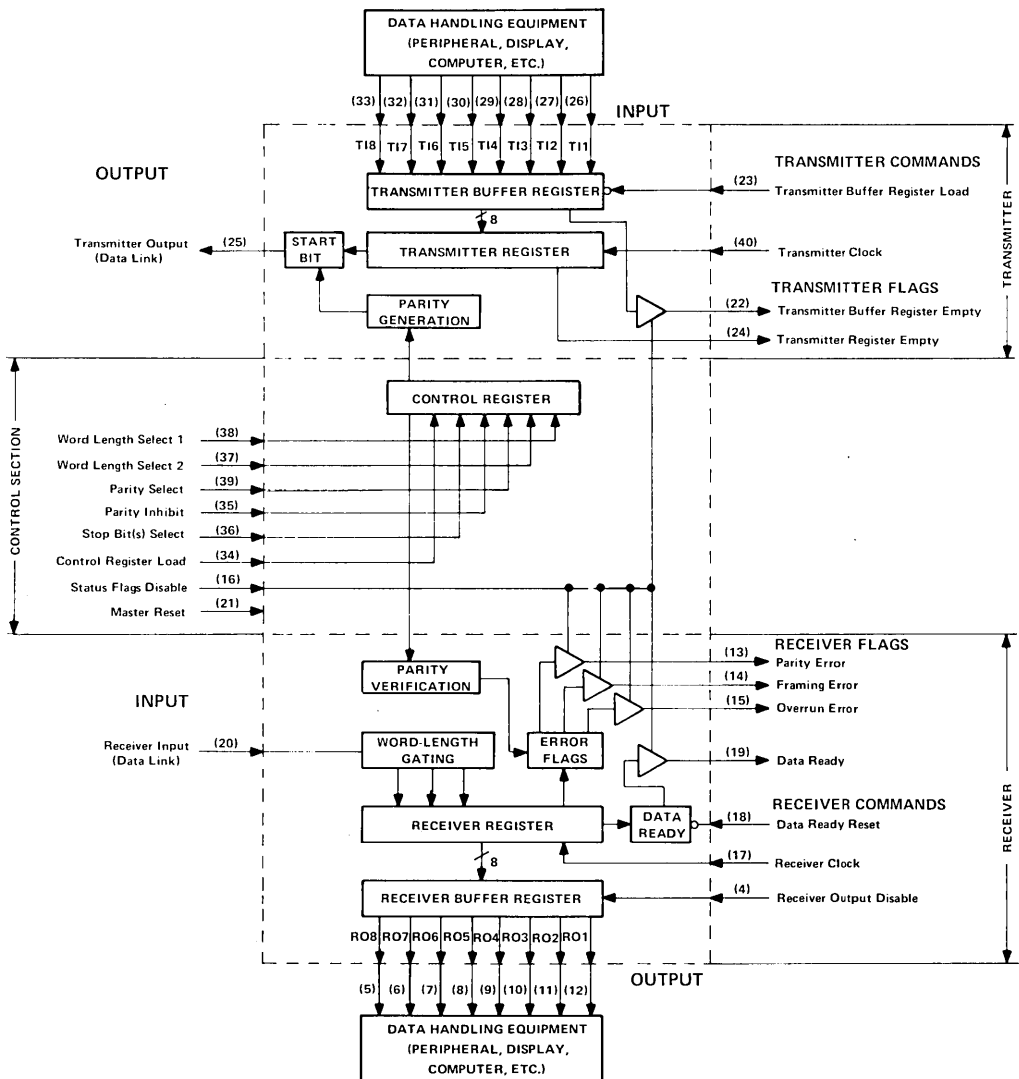 DATA HANDLING EQUIPMENT
(PERIPHERAL, DISPLAY,
COMPUTER, ETC.)
(33) (32) (31) (30) (29) (28) (27) (26)
INPUT
TI8 TI7 TI6 TI5 TI4 TI3 TI2 TI1
OUTPUT
TRANSMITTER COMMANDS
TRANSMITTER BUFFER REGISTER
(23)
Transmitter Buffer Register Load
8
Transmitter Output
(Data Link)
(25)
START
BIT
TRANSMITTER REGISTER
(40)
Transmitter Clock
TRANSMITTER
PARITY
GENERATION
TRANSMITTER FLAGS
(22)
Transmitter Buffer Register Empty
(24)
Transmitter Register Empty
CONTROL SECTION
CONTROL REGISTER
Word Length Select 1 (38)
Word Length Select 2 (37)
Parity Select (39)
Parity Inhibit (35)
Stop Bit(s) Select (36)
Control Register Load (34)
Status Flags Disable (16)
Master Reset (21)
RECEIVER FLAGS
(13)
Parity Error
(14)
Framing Error
(15)
Overrun Error
PARITY
VERIFICATION
INPUT
Receiver Input
(Data Link)
(20)
WORD-LENGTH
GATING
ERROR
FLAGS
(19)
Data Ready
RECEIVER COMMANDS
RECEIVER REGISTER
DATA
READY
(18)
Data Ready Reset
8
(17)
Receiver Clock
RECEIVER
RECEIVER BUFFER REGISTER
(4)
Receiver Output Disable
RO8 RO7 RO6 RO5 RO4 RO3 RO2 RO1
OUTPUT
(5) (6) (7) (8) (9) (10) (11) (12)
DATA HANDLING EQUIPMENT
(PERIPHERAL, DISPLAY,
COMPUTER, ETC.)